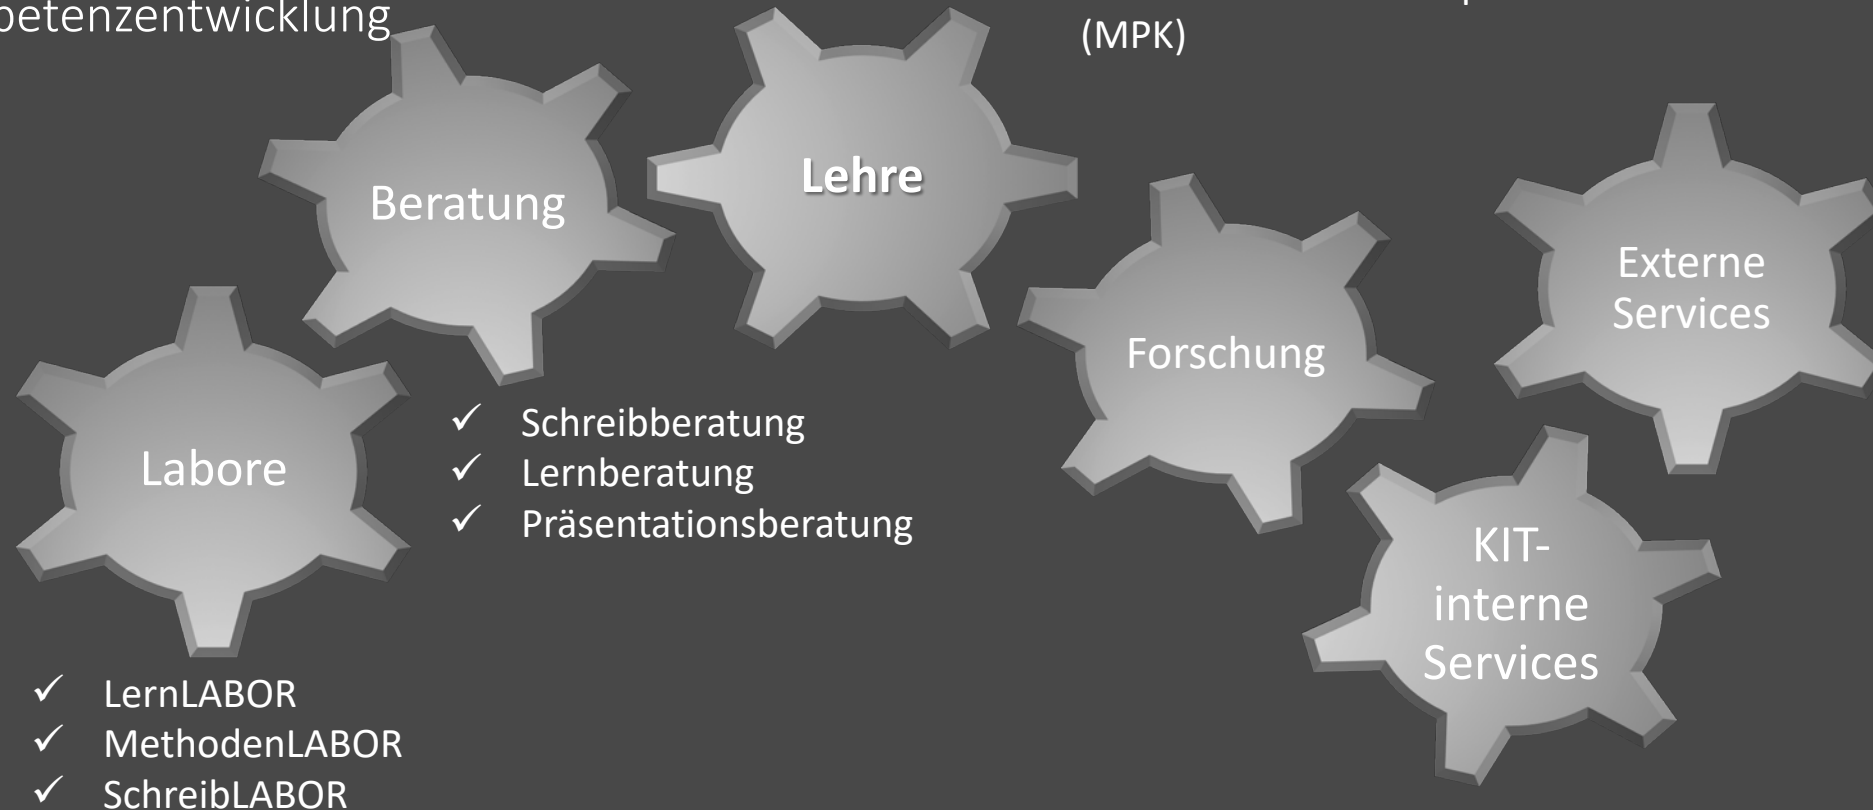 petenzentwicklung
(MPK)
Beratung
Lehre
Externe
Services
Forschung
Labore
✓ Schreibberatung
✓ Lernberatung
✓ Präsentationsberatung
KIT-
interne
Services
✓ LernLABOR
✓ MethodenLABOR
✓ SchreibLABOR